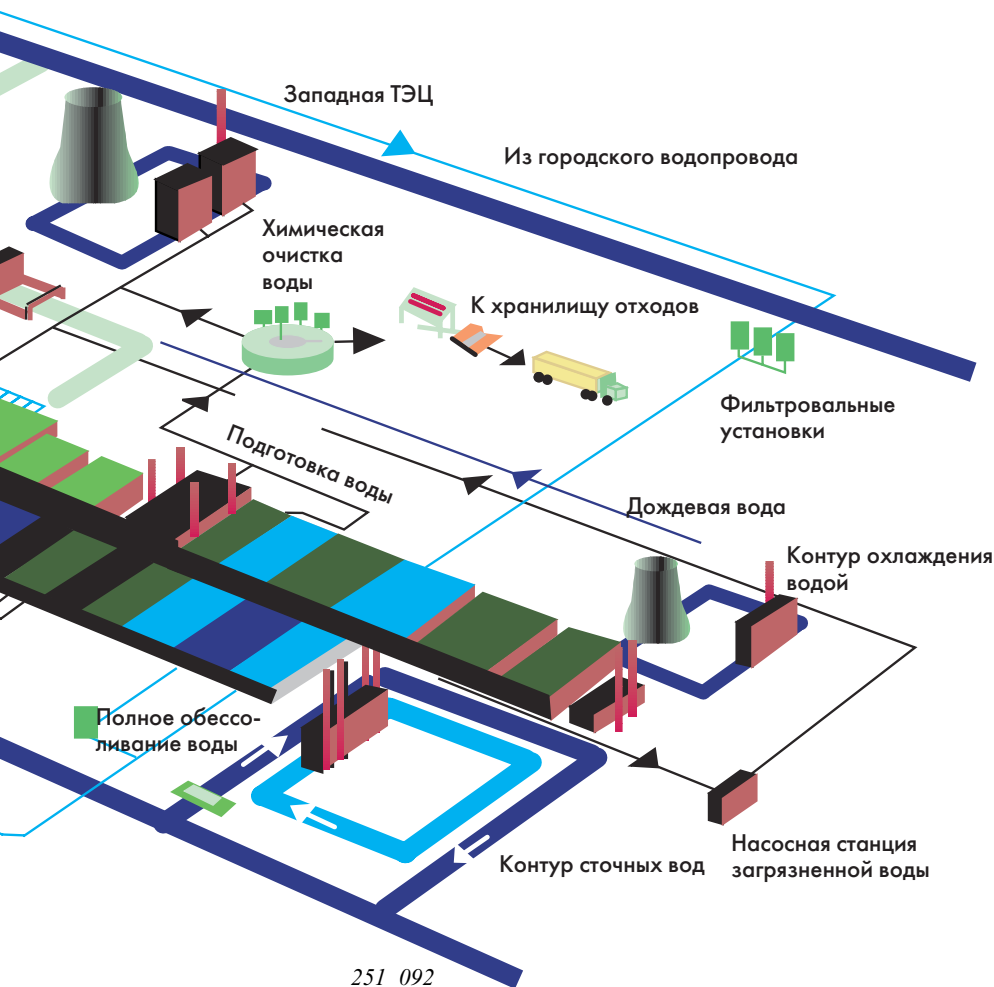 Западная ТЭЦ
Из городского водопровода
Химическая
очистка
воды
К хранилищу отходов
Фильтровальные
установки
Подготовка воды
Дождевая вода
Контур охлаждения
водой
Полное обессо-
ливание воды
Насосная станция
загрязненной воды
Контур сточных вод
251 092